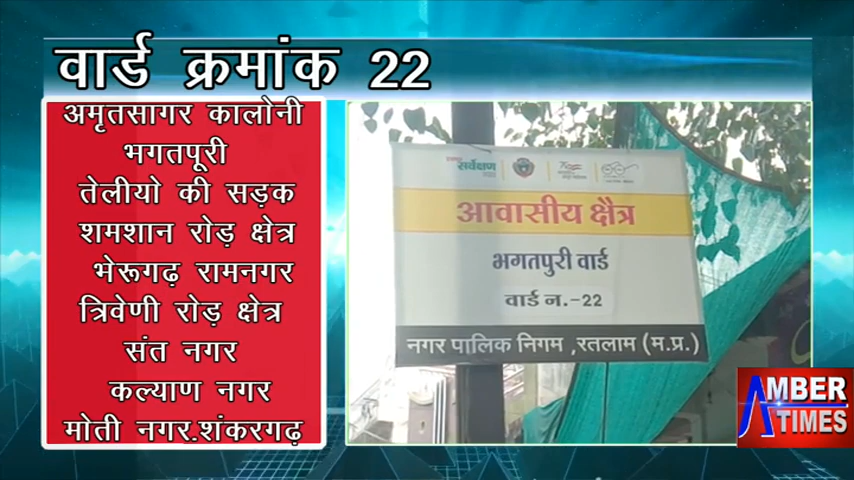 वार्ड क्रमांक 22
अमृतसागर कालोनी
भगतपूरी
तेलीयो की सड़क
शमशान रोड़ क्षेत्र
भेरूगढ़ रामनगर
त्रिवेणी रोड़ क्षेत्र
संत नगर
कल्याण नगर
मोती नगर.शंकरगढ़
सर्वेक्षण
आवासीय क्षैत्र
भगतपुरी वार्ड
वार्ड न.-22
नगर पालिक निगम ,रतलाम (म.प्र.)
AMBER
TIMES